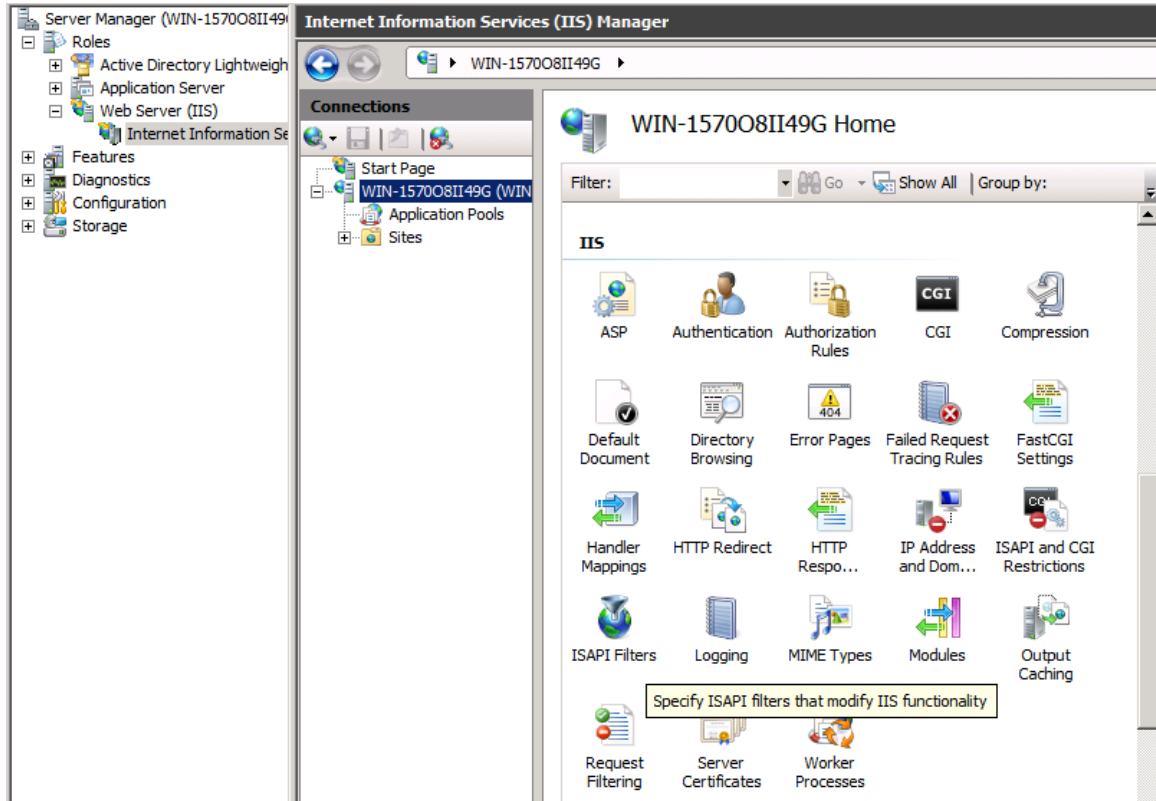 Server Manager (WIN-1570O8II49
Roles
Active Directory Lightweigh
Application Server
Web Server (IIS)
Internet Information Se
Features
Diagnostics
Configuration
Storage
Internet Information Services (IIS) Manager
WIN-1570O8II49G
Connections
Start Page
WIN-1570O8II49G (WIN
Application Pools
Sites
WIN-1570O8II49G Home
Filter: Go Show All Group by:
IIS
ASP
Authentication
Authorization
Rules
CGI
CGI
Compression
Default
Document
Directory
Browsing
404
Error Pages
Failed Request
Tracing Rules
FastCGI
Settings
Handler
Mappings
HTTP Redirect
HTTP
Respo...
IP Address
and Dom...
CGI
ISAPI and CGI
Restrictions
ISAPI Filters
Logging
MIME Types
Modules
Output
Caching
Specify ISAPI filters that modify IIS functionality
Request
Filtering
Server
Certificates
Worker
Processes